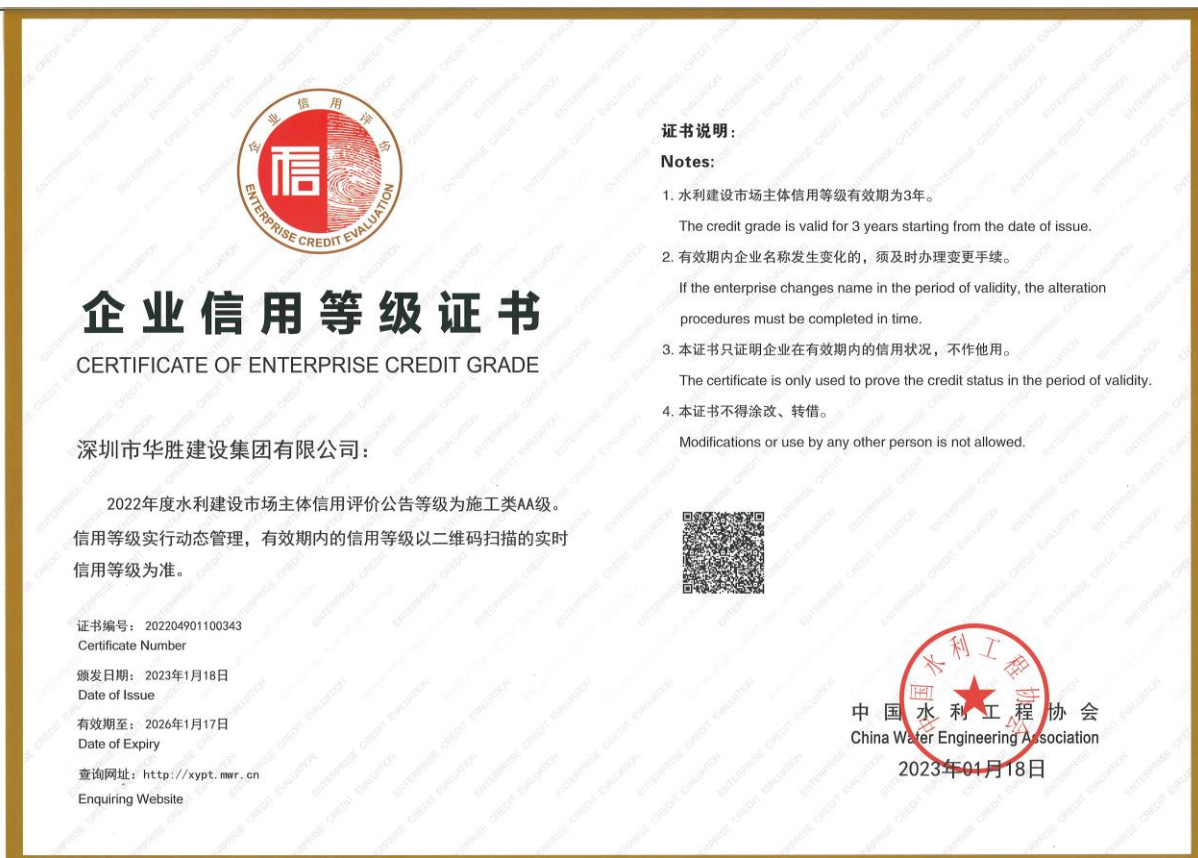 企业信用评价
信
ENTERPRISE CREDIT EVALUATION
企业信用等级证书
CERTIFICATE OF ENTERPRISE CREDIT GRADE
深圳市华胜建设集团有限公司：
2022年度水利建设市场主体信用评价公告等级为施工类AA级。
信用等级实行动态管理，有效期内的信用等级以二维码扫描的实时
信用等级为准。
证书编号： 202204901100343
Certificate Number
颁发日期： 2023年1月18日
Date of Issue
有效期至： 2026年1月17日
Date of Expiry
查询网址：http://xypt.mwr.cn
Enquiring Website
证书说明：
Notes:
1. 水利建设市场主体信用等级有效期为3年。
The credit grade is valid for 3 years starting from the date of issue.
2. 有效期内企业名称发生变化的，须及时办理变更手续。
If the enterprise changes name in the period of validity, the alteration
procedures must be completed in time.
3. 本证书只证明企业在有效期内的信用状况，不作他用。
The certificate is only used to prove the credit status in the period of validity.
4. 本证书不得涂改、转借。
Modifications or use by any other person is not allowed.
中国水利工程协会
中国水利工程协会
China Water Engineering Association
2023年01月18日